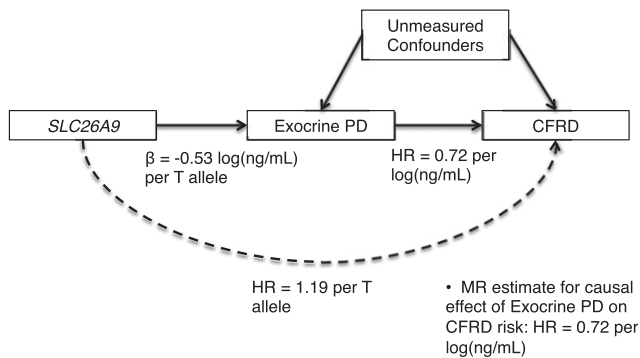 Unmeasured
Confounders
SLC26A9
Exocrine PD
CFRD
β = -0.53 log(ng/mL)
per T allele
HR = 0.72 per
log(ng/mL)
HR = 1.19 per T
allele
• MR estimate for causal
effect of Exocrine PD on
CFRD risk: HR = 0.72 per
log(ng/mL)